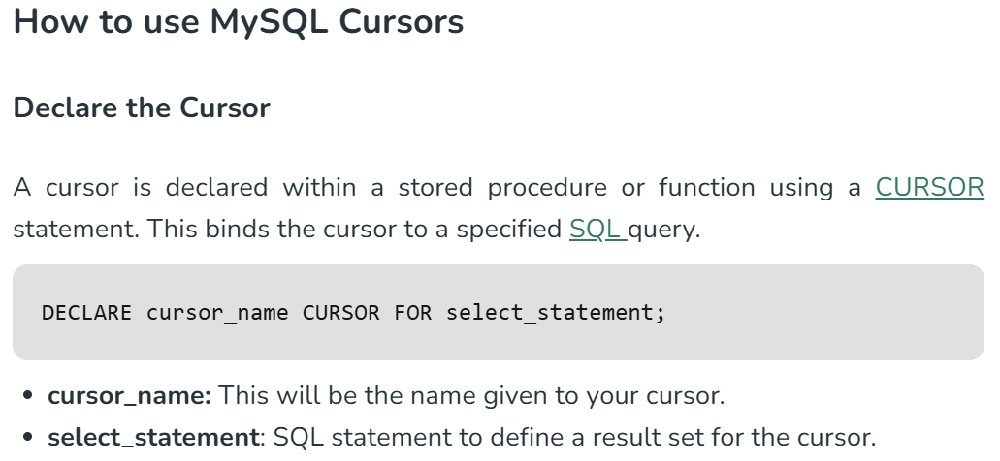 How to use MySQL Cursors
Declare the Cursor
A cursor is declared within a stored procedure or function using a CURSOR
statement. This binds the cursor to a specified SQL query.
DECLARE cursor_name CURSOR FOR select_statement;
• cursor_name: This will be the name given to your cursor.
• select_statement: SQL statement to define a result set for the cursor.